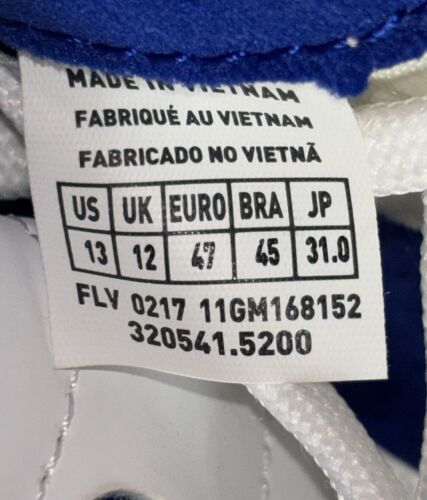 MADE IN VIETNAM
FABRIQUÉ AU VIETNAM
FABRICADO NO VIETNÃ
US UK EURO BRA JP
13 12 47 45 31.0
FLV 0217 11GM168152
320541.5200